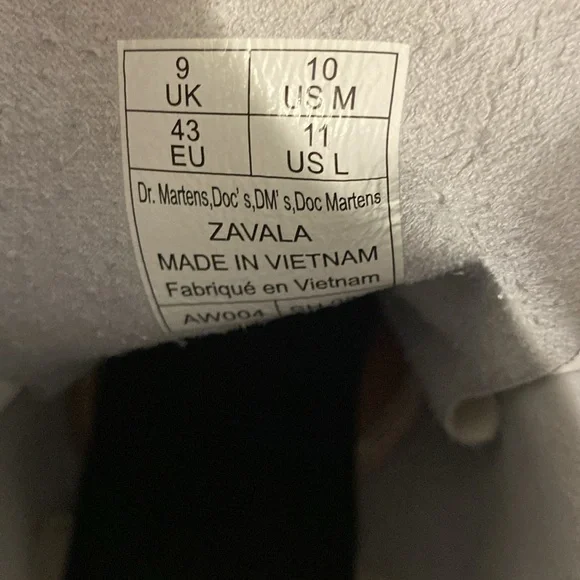 9 10
UK US M
43 11
EU US L
Dr. Martens,Doc' s,DM' s,Doc Martens
ZAVALA
MADE IN VIETNAM
Fabriqué en Vietnam
AW004